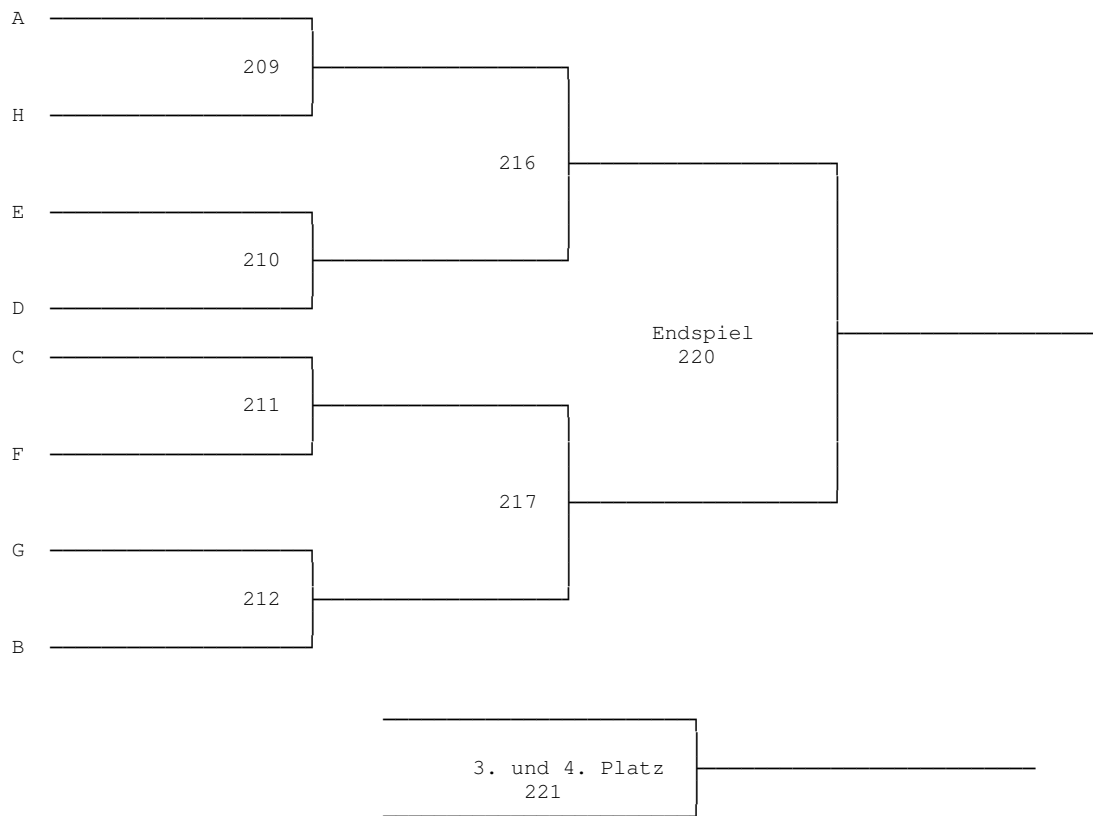 A
209
H
216
E
210
D
Endspiel
C
220
211
F
217
G
212
B
3. und 4. Platz
221